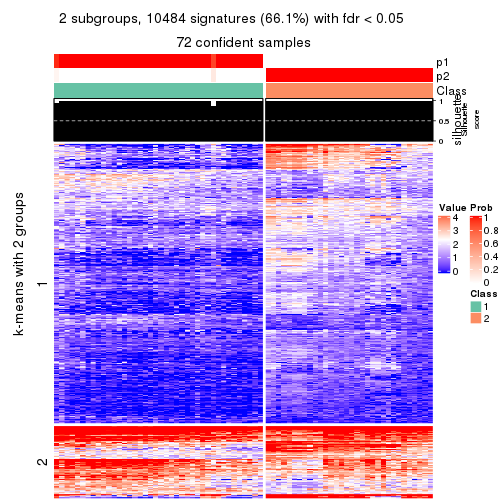 2 subgroups, 10484 signatures (66.1%) with fdr < 0.05
72 confident samples
p1
p2
Class
1
0.5
0
silhouette
Silhouette
score
k-means with 2 groups
1
2
Value
4
3
2
1
0
Prob
1
0.8
0.6
0.4
0.2
0
Class
1
2